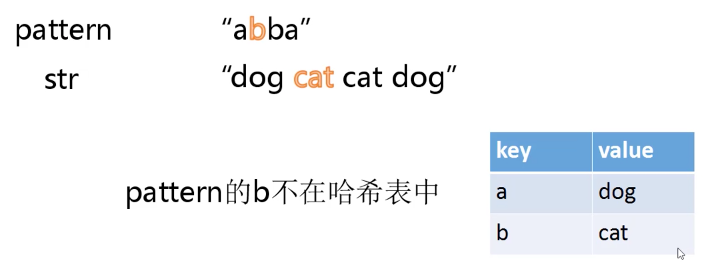 pattern “abba”
str “dog cat cat dog”
pattern的b不在哈希表中
key value
a dog
b cat